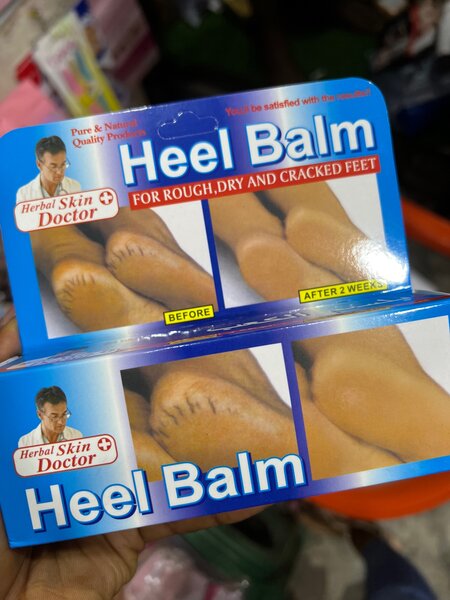 Pure & Natural
Quality Products
You'll be satisfied with the results!
Heel Balm
FOR ROUGH,DRY AND CRACKED FEET
Herbal Skin
Doctor
BEFORE
AFTER 2 WEEKS
Herbal Skin
Doctor
Heel Balm